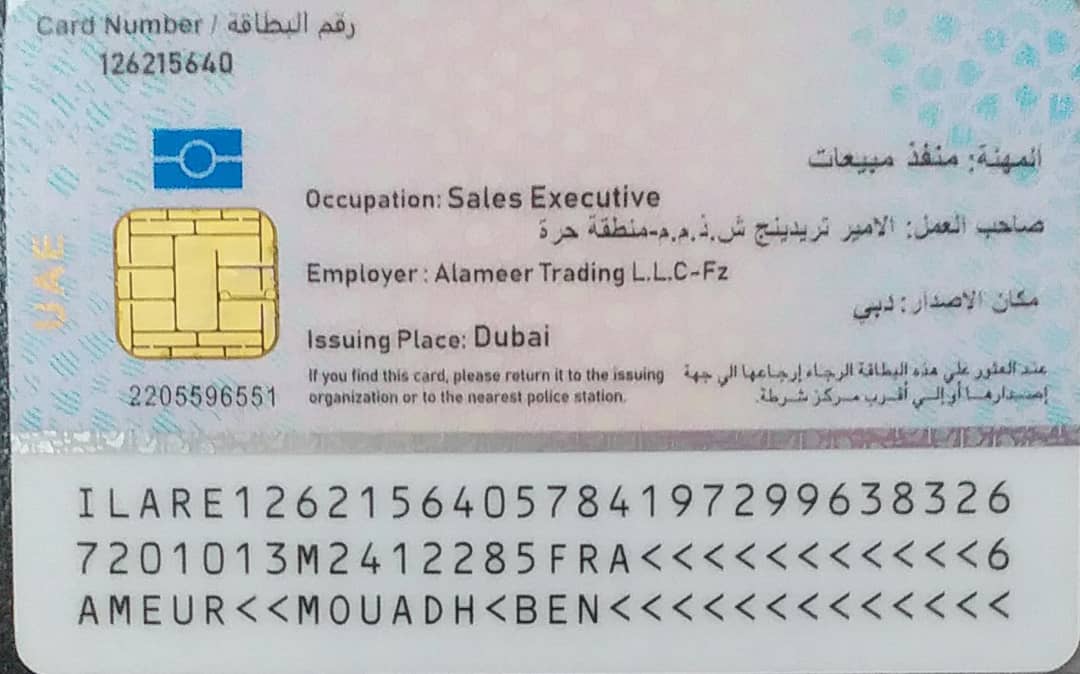 Card Number / رقم البطاقة
126215640
المهنة: منفذ مبيعات
Occupation: Sales Executive
صاحب العمل: الامير تريدينج ش.ذ.م.م-منطقة حرة
Employer : Alameer Trading L.L.C-Fz
مكان الاصدار: دبي
Issuing Place: Dubai
UAE
If you find this card, please return it to the issuing
organization or to the nearest police station.
عند العثور علي هذه البطاقة الرجاء إرجاعها الى جهة
إصدارها أو إلى أقرب مركز شرطة.
2205596551
ILARE1262156405784197299638326
7201013M2412285FRA<<<<<<<<<<<6
AMEUR<<MOUADH<BEN<<<<<<<<<<<<<